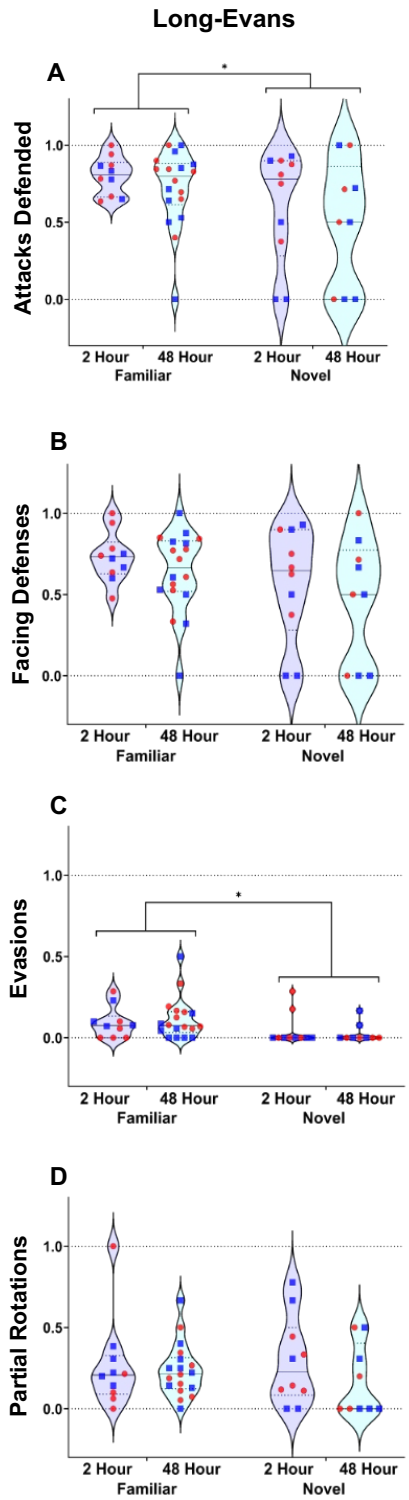 Long-Evans
A
*
Attacks Defended
1.0
0.5
0.0
2 Hour 48 Hour 2 Hour 48 Hour
Familiar Novel
B
Facing Defenses
1.0
0.5
0.0
2 Hour 48 Hour 2 Hour 48 Hour
Familiar Novel
C
Evasions
1.0
*
0.5
0.0
2 Hour 48 Hour 2 Hour 48 Hour
Familiar Novel
D
Partial Rotations
1.0
0.5
0.0
2 Hour 48 Hour 2 Hour 48 Hour
Familiar Novel